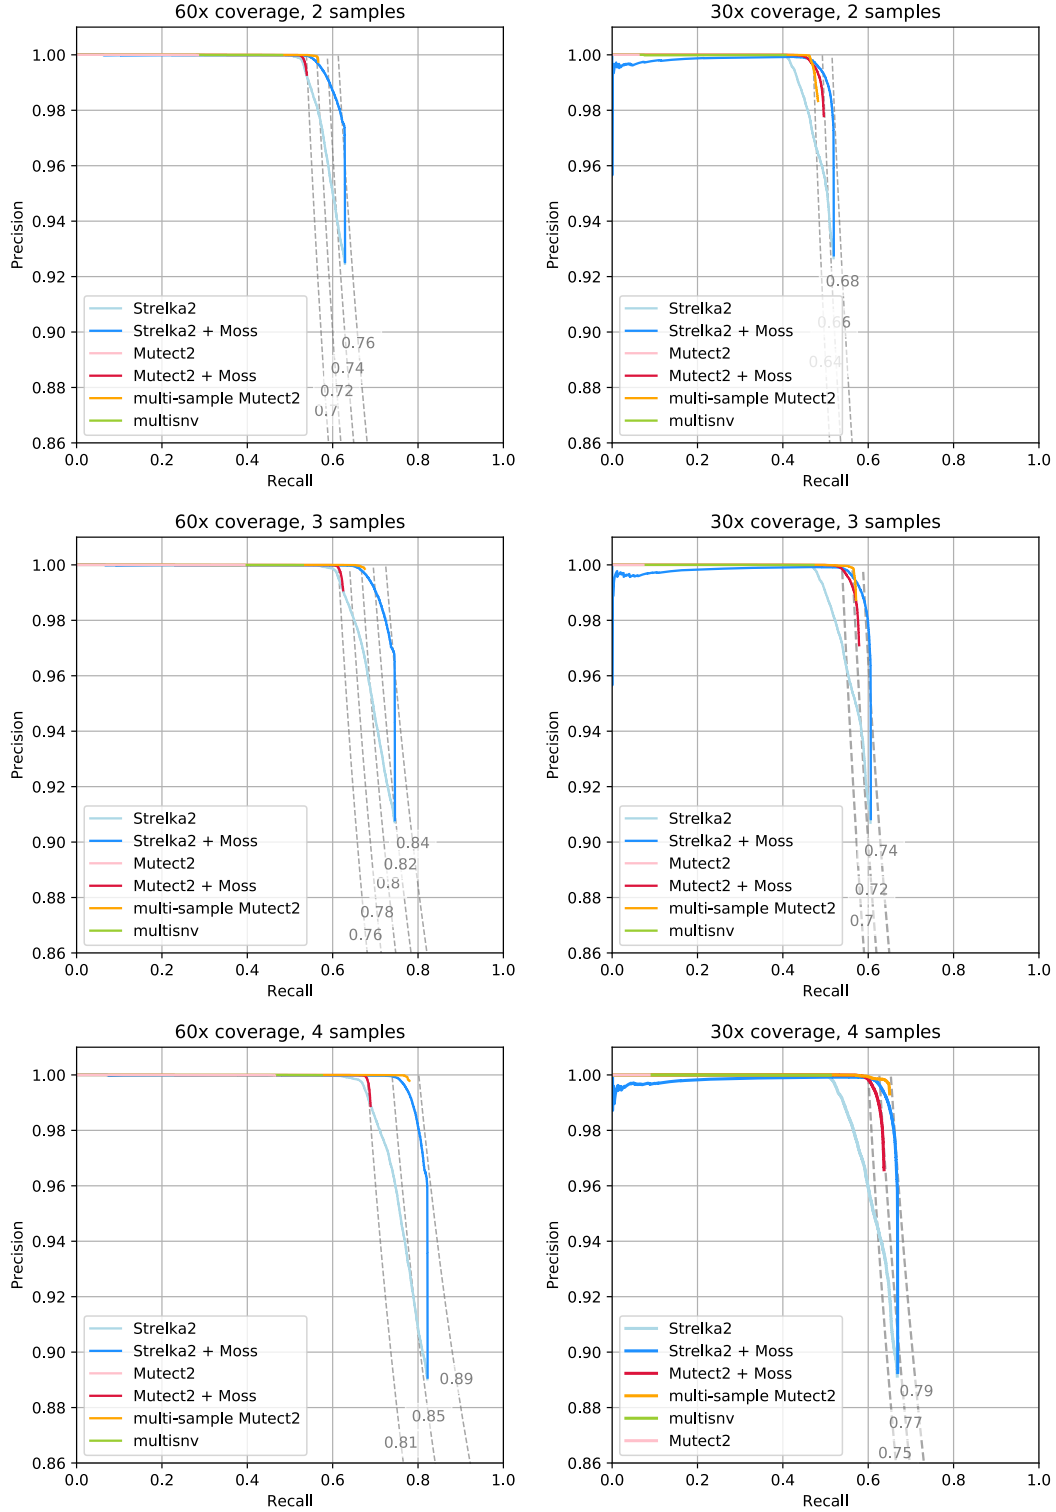 60x coverage, 2 samples
1.00
0.98
0.96
0.94
0.92
0.90
0.88
0.86
Precision
Strelka2
Strelka2 + Moss
Mutect2
Mutect2 + Moss
multi-sample Mutect2
multisnv
0.76
0.74
0.72
0.7
0.0 0.2 0.4 0.6 0.8 1.0
Recall
30x coverage, 2 samples
1.00
0.98
0.96
0.94
0.92
0.90
0.88
0.86
Precision
Strelka2
Strelka2 + Moss
Mutect2
Mutect2 + Moss
multi-sample Mutect2
multisnv
0.68
0.66
0.64
0.0 0.2 0.4 0.6 0.8 1.0
Recall
60x coverage, 3 samples
1.00
0.98
0.96
0.94
0.92
0.90
0.88
0.86
Precision
Strelka2
Strelka2 + Moss
Mutect2
Mutect2 + Moss
multi-sample Mutect2
multisnv
0.84
0.82
0.8
0.78
0.76
0.0 0.2 0.4 0.6 0.8 1.0
Recall
30x coverage, 3 samples
1.00
0.98
0.96
0.94
0.92
0.90
0.88
0.86
Precision
Strelka2
Strelka2 + Moss
Mutect2
Mutect2 + Moss
multi-sample Mutect2
multisnv
0.74
0.72
0.7
0.0 0.2 0.4 0.6 0.8 1.0
Recall
60x coverage, 4 samples
1.00
0.98
0.96
0.94
0.92
0.90
0.88
0.86
Precision
Strelka2
Strelka2 + Moss
Mutect2
Mutect2 + Moss
multi-sample Mutect2
multisnv
0.89
0.85
0.81
0.0 0.2 0.4 0.6 0.8 1.0
Recall
30x coverage, 4 samples
1.00
0.98
0.96
0.94
0.92
0.90
0.88
0.86
Precision
Strelka2
Strelka2 + Moss
Mutect2 + Moss
multi-sample Mutect2
multisnv
Mutect2
0.79
0.77
0.75
0.0 0.2 0.4 0.6 0.8 1.0
Recall